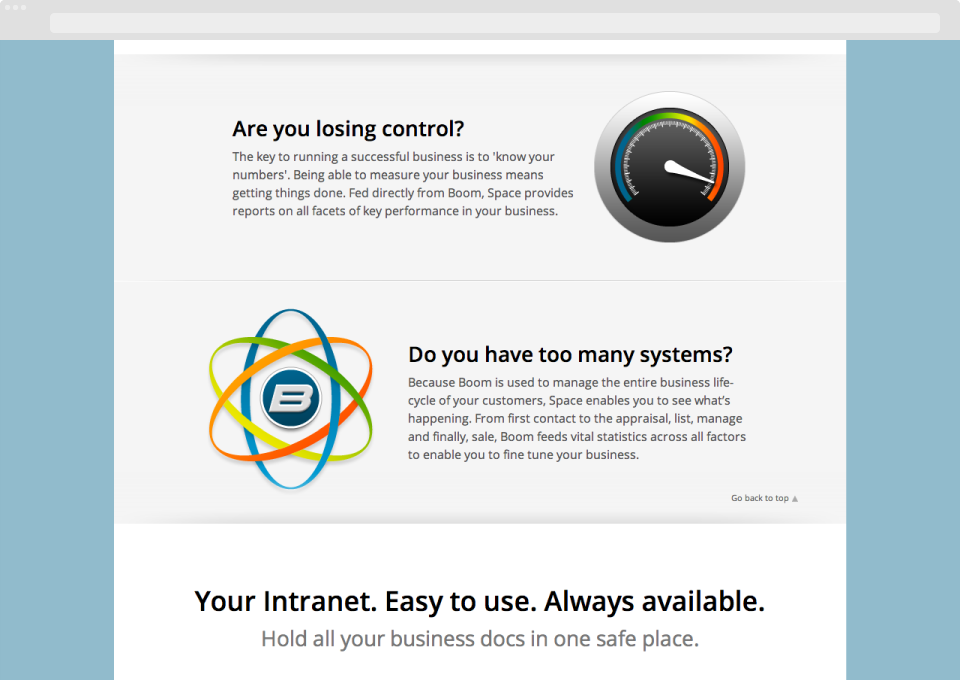 Are you losing control?
The key to running a successful business is to 'know your
numbers'. Being able to measure your business means
getting things done. Fed directly from Boom, Space provides
reports on all facets of key performance in your business.
B
Do you have too many systems?
Because Boom is used to manage the entire business life-
cycle of your customers, Space enables you to see what's
happening. From first contact to the appraisal, list, manage
and finally, sale, Boom feeds vital statistics across all factors
to enable you to fine tune your business.
Go back to top ▲
Your Intranet. Easy to use. Always available.
Hold all your business docs in one safe place.